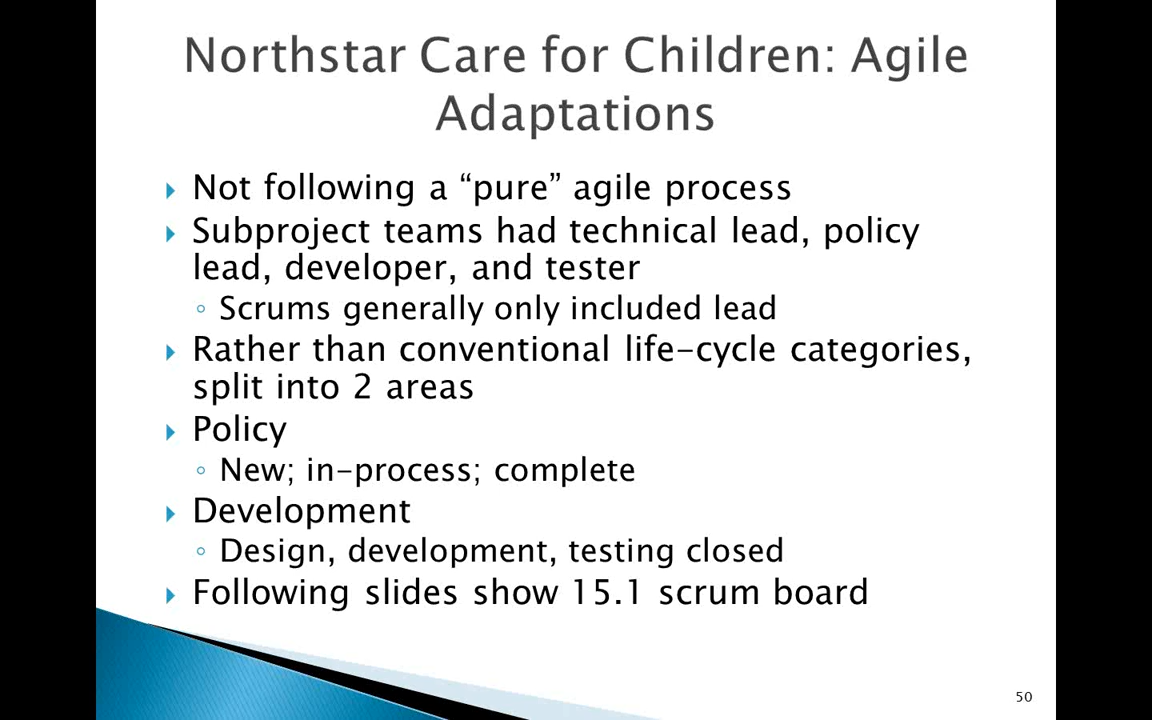 Northstar Care for Children: Agile
Adaptations
Not following a “pure” agile process
Subproject teams had technical lead, policy
lead, developer, and tester
Scrums generally only included lead
Rather than conventional life-cycle categories,
split into 2 areas
Policy
New; in-process; complete
Development
Design, development, testing closed
Following slides show 15.1 scrum board
50